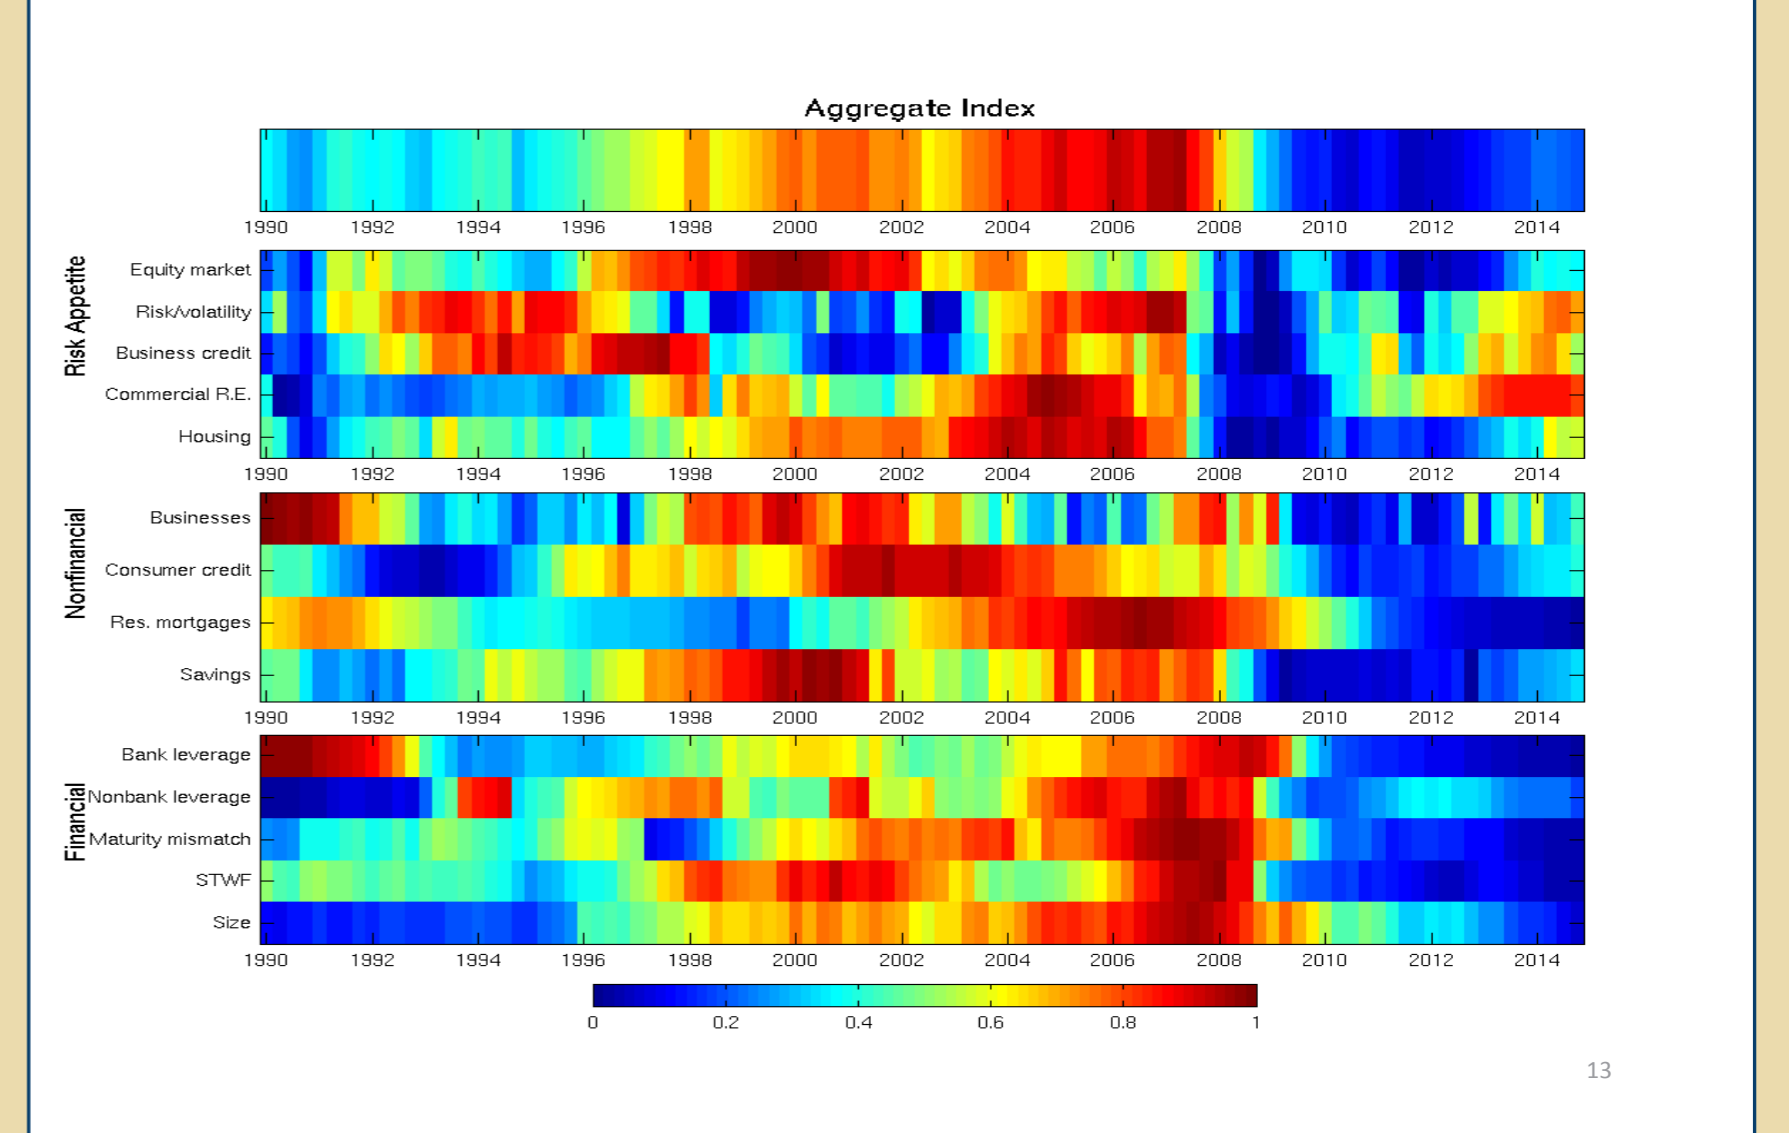 Aggregate Index
1990 1992 1994 1996 1998 2000 2002 2004 2006 2008 2010 2012 2014
Risk Appetite
Equity market
Risk/volatility
Business credit
Commercial R.E.
Housing
1990 1992 1994 1996 1998 2000 2002 2004 2006 2008 2010 2012 2014
Nonfinancial
Businesses
Consumer credit
Res. mortgages
Savings
1990 1992 1994 1996 1998 2000 2002 2004 2006 2008 2010 2012 2014
Financial
Bank leverage
Nonbank leverage
Maturity mismatch
STWF
Size
1990 1992 1994 1996 1998 2000 2002 2004 2006 2008 2010 2012 2014
0 0.2 0.4 0.6 0.8 1
13